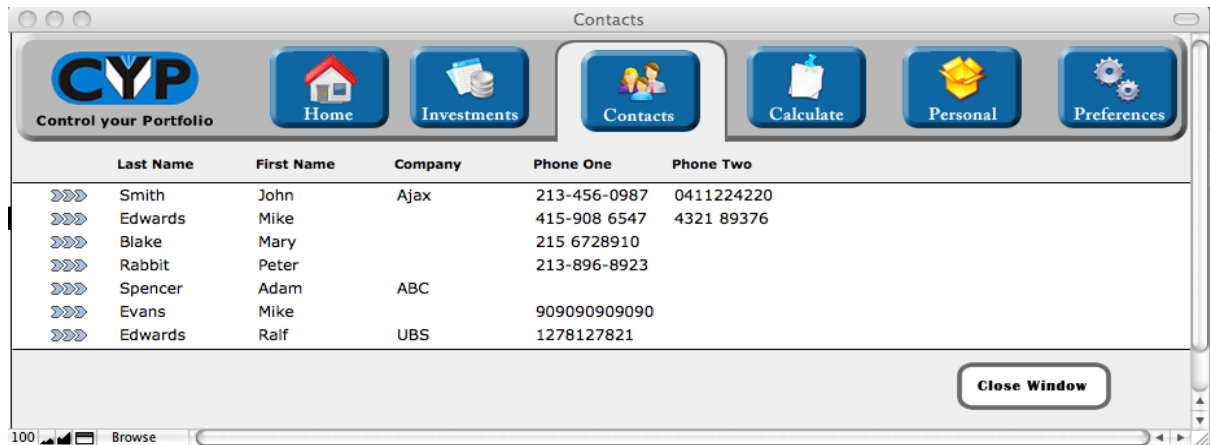 Contacts
CYP
Control your Portfolio
Home Investments Contacts Calculate Personal Preferences
Last Name First Name Company Phone One Phone Two
Smith John Ajax 213-456-0987 0411224220
Edwards Mike 415-908 6547 4321 89376
Blake Mary 215 6728910
Rabbit Peter 213-896-8923
Spencer Adam ABC
Evans Mike 909090909090
Edwards Ralf UBS 1278127821
Close Window
100 Browse